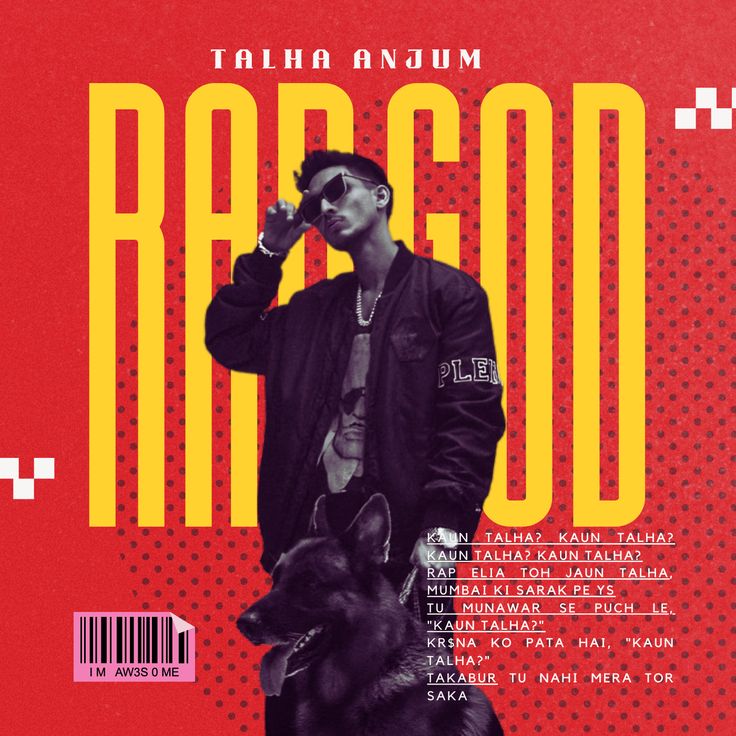 TALHA ANJUM
RAPGOD
PLEIN
KAUN TALHA? KAUN TALHA?
KAUN TALHA? KAUN TALHA?
RAP ELIA TOH JAUN TALHA,
MUMBAI KI SARAK PE YS
TU MUNAWAR SE PUCH LE,
"KAUN TALHA?"
KR$NA KO PATA HAI, "KAUN
TALHA?"
TAKABUR TU NAHI MERA TOR
SAKA
I M AW3S 0 ME